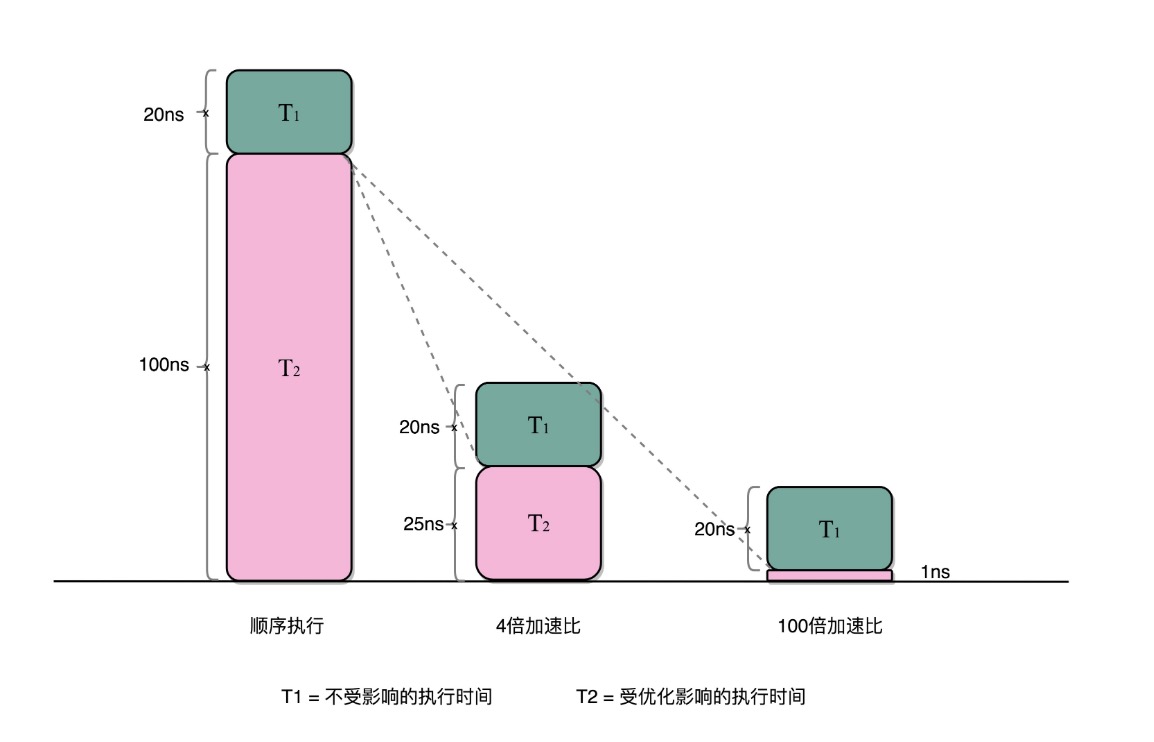 20ns
T1
100ns
T2
20ns
T1
25ns
T2
20ns
T1
1ns
顺序执行
4倍加速比
100倍加速比
T1 = 不受影响的执行时间
T2 = 受优化影响的执行时间